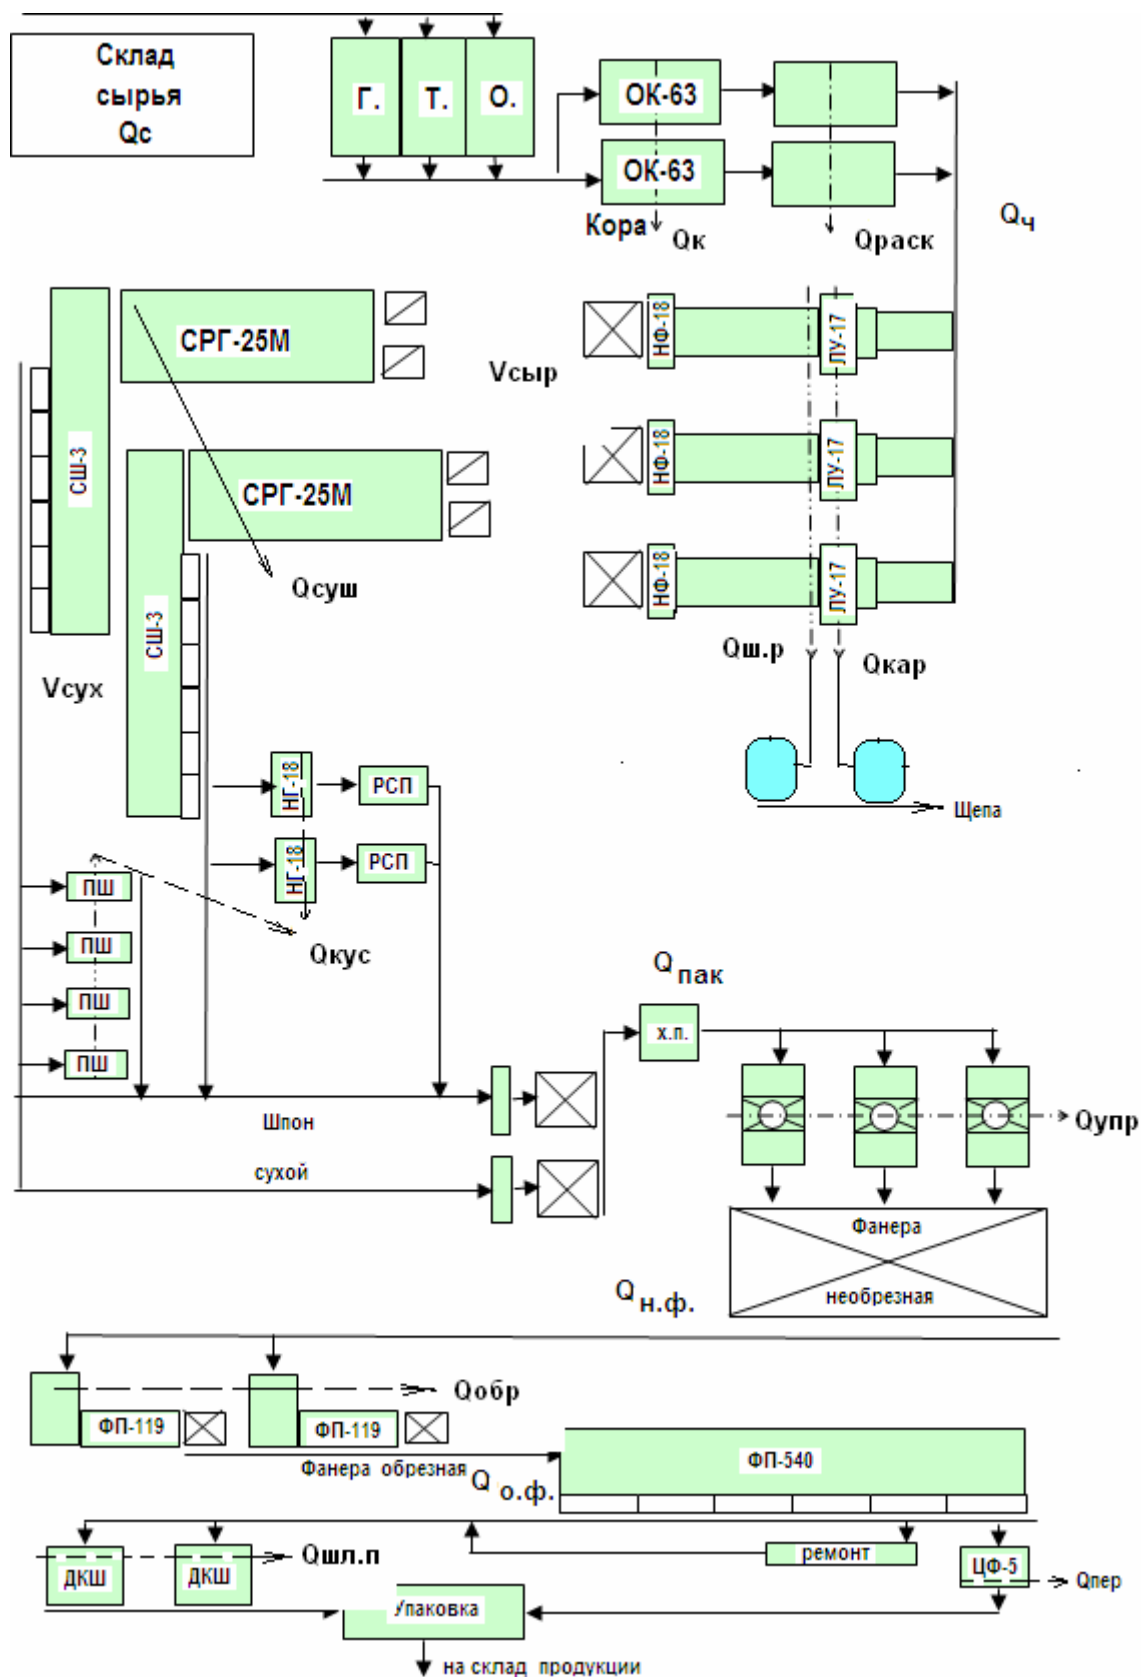 Склад
сырья
Qс
Г. Т. О.
ОК-63
ОК-63
Кора
Qк
Qраск
Qч
СРГ-25М
СШ-3
Vсыр
НФ-18
ЛУ-17
СРГ-25М
СШ-3
НФ-18
ЛУ-17
Qсуш
НФ-18
ЛУ-17
Vсух
Qш.р
Qкар
НГ-18
РСП
Щепа
НГ-18
РСП
ПШ
Qкус
ПШ
ПШ
ПШ
Qпак
х.п.
Шпон
Qупр
сухой
Фанера
необрезная
Qн.ф.
Qобр
ФП-119
ФП-119
Фанера обрезная
Qо.ф.
ФП-540
Qшл.п
ремонт
ДКШ
ДКШ
ЦФ-5
Qпер
Упаковка
на склад продукции